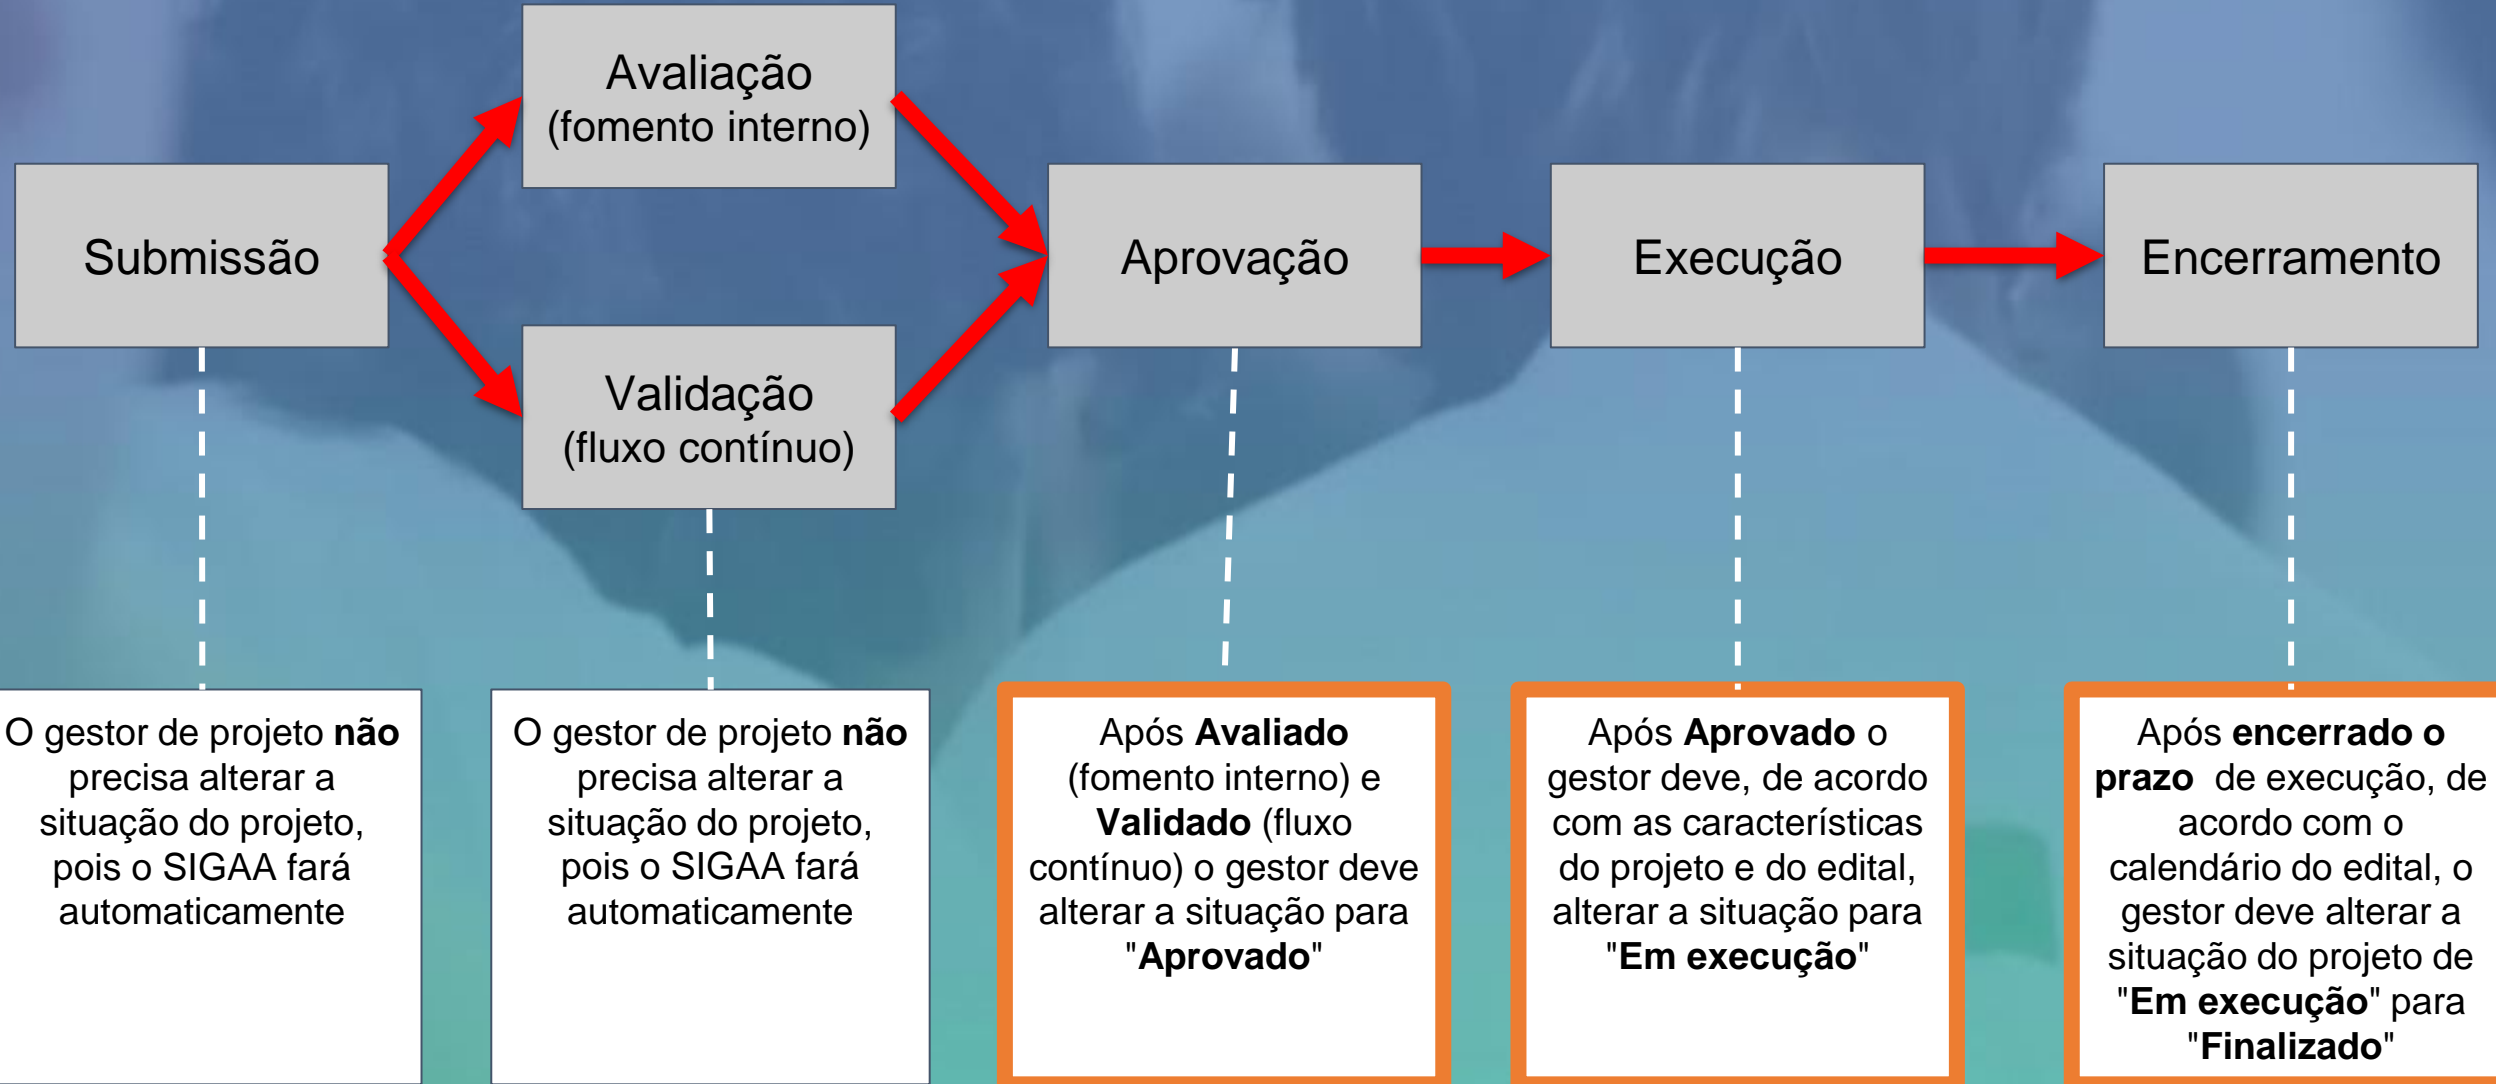 Avaliação
(fomento interno)
Submissão
Aprovação
Execução
Encerramento
Validação
(fluxo contínuo)
O gestor de projeto não
precisa alterar a
situação do projeto,
pois o SIGAA fará
automaticamente
O gestor de projeto não
precisa alterar a
situação do projeto,
pois o SIGAA fará
automaticamente
Após Avaliado
(fomento interno) e
Validado (fluxo
contínuo) o gestor deve
alterar a situação para
"Aprovado"
Após Aprovado o
gestor deve, de acordo
com as características
do projeto e do edital,
alterar a situação para
"Em execução"
Após encerrado o
prazo de execução, de
acordo com o
calendário do edital, o
gestor deve alterar a
situação do projeto de
"Em execução" para
"Finalizado"